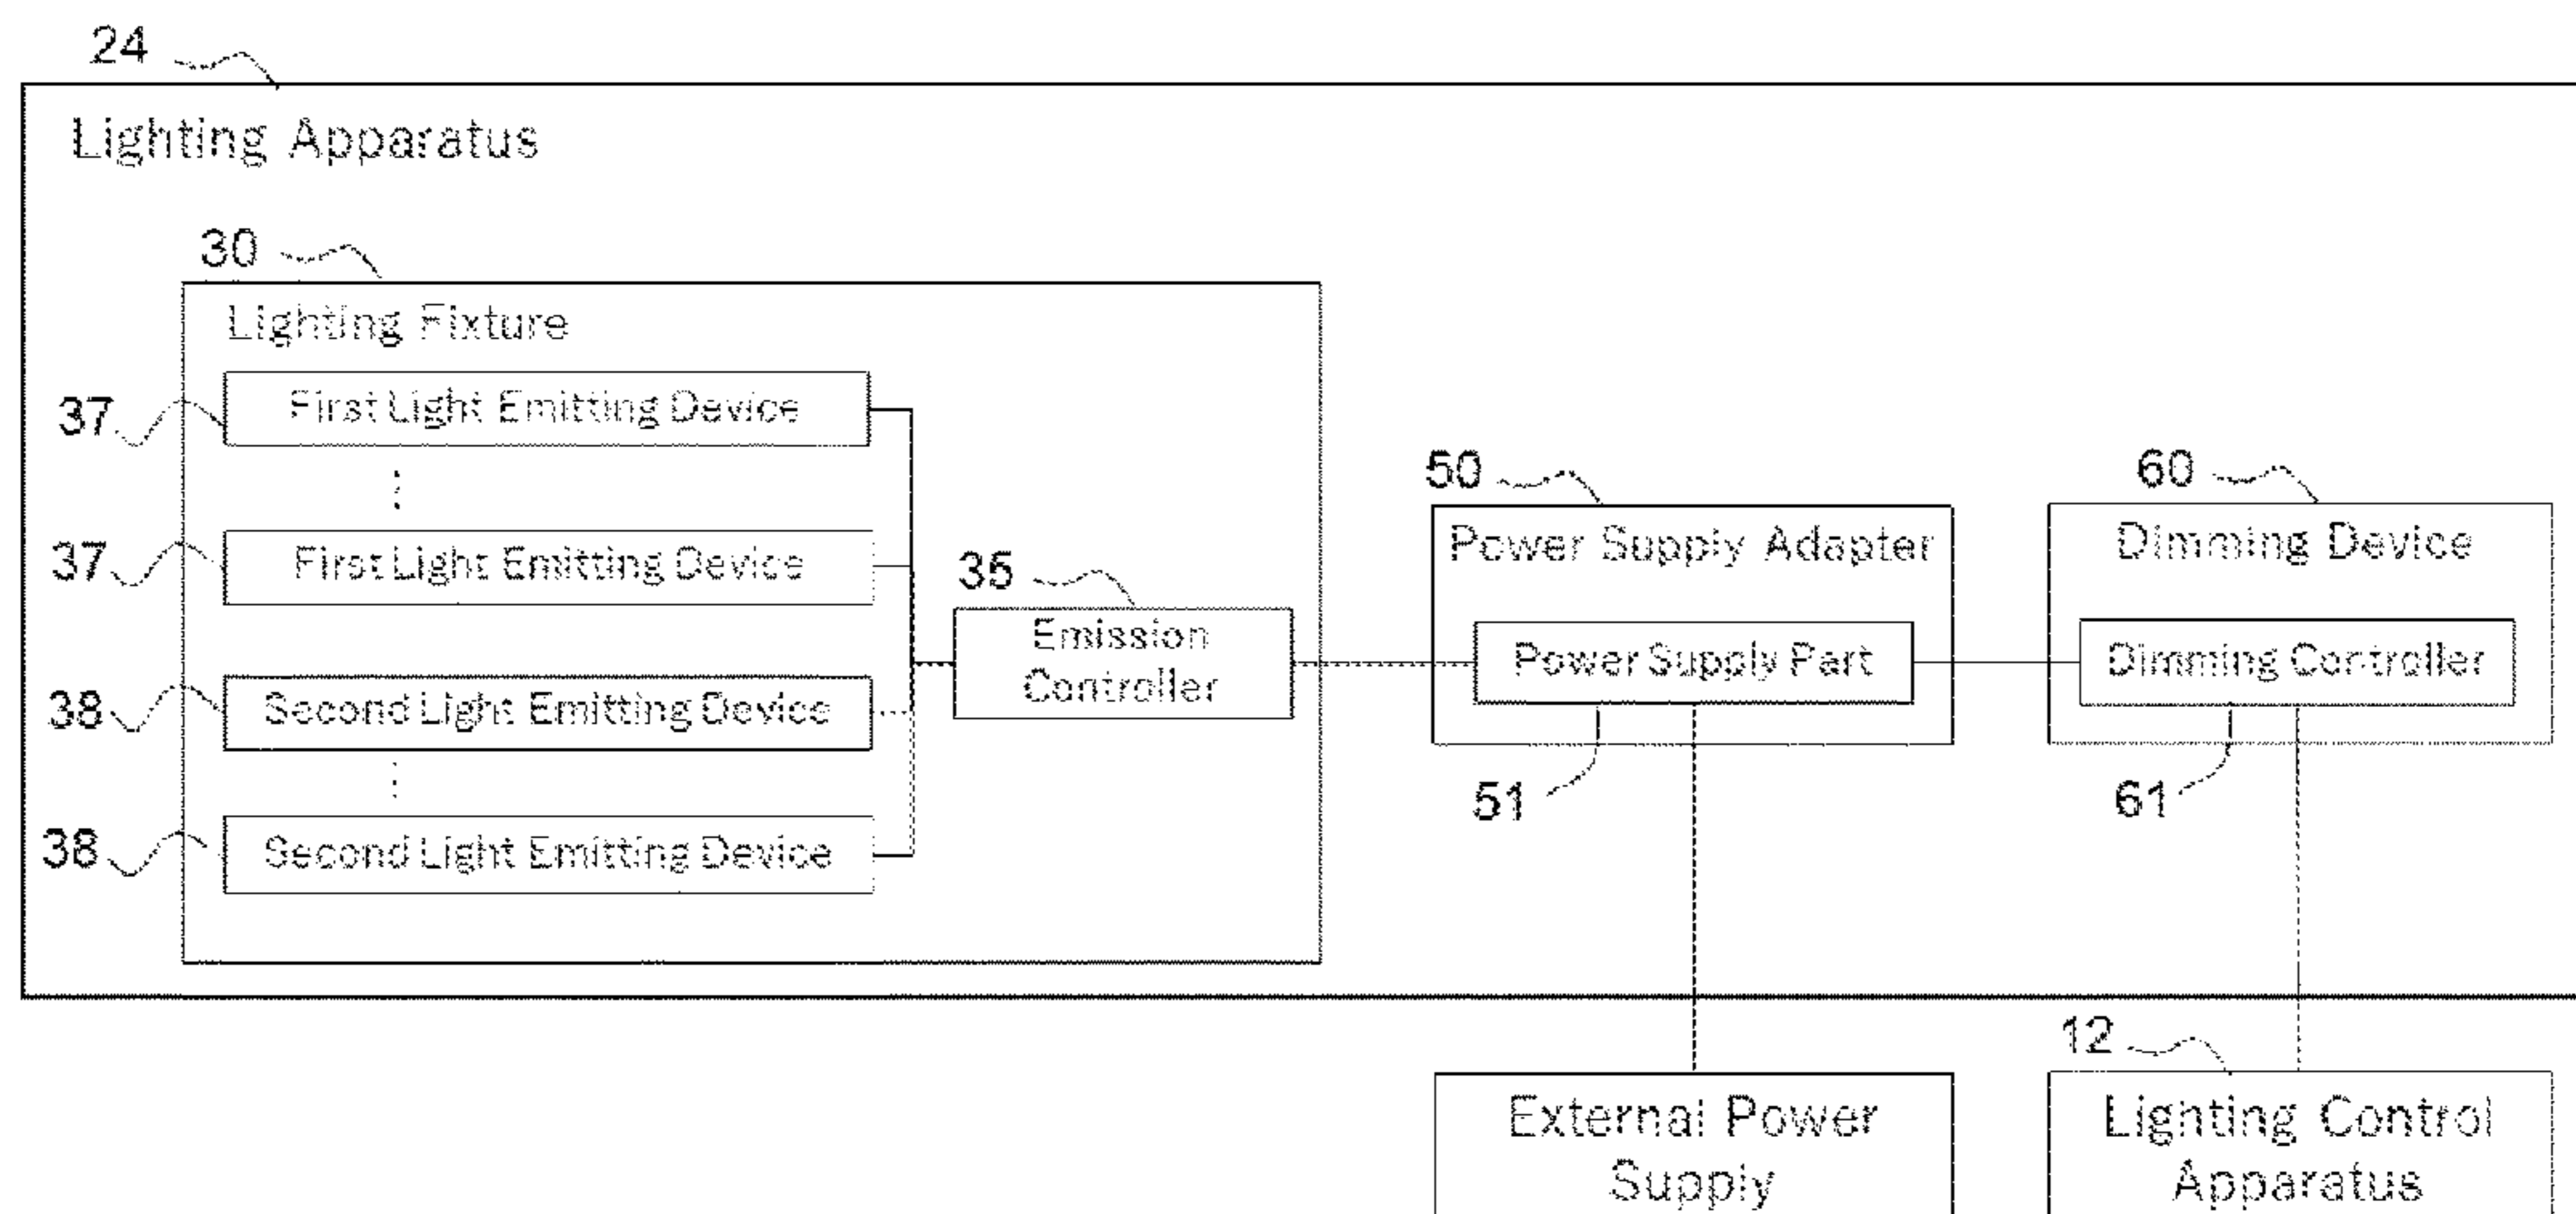 24
Lighting Apparatus
30
Lighting Fixture
37
First Light Emitting Device
37
First Light Emitting Device
38
Second Light Emitting Device
38
Second Light Emitting Device
35
Emission
Controller
50
Power Supply Adapter
Power Supply Part
51
60
Dimming Device
Dimming Controller
61
External Power
Supply
12
Lighting Control
Apparatus